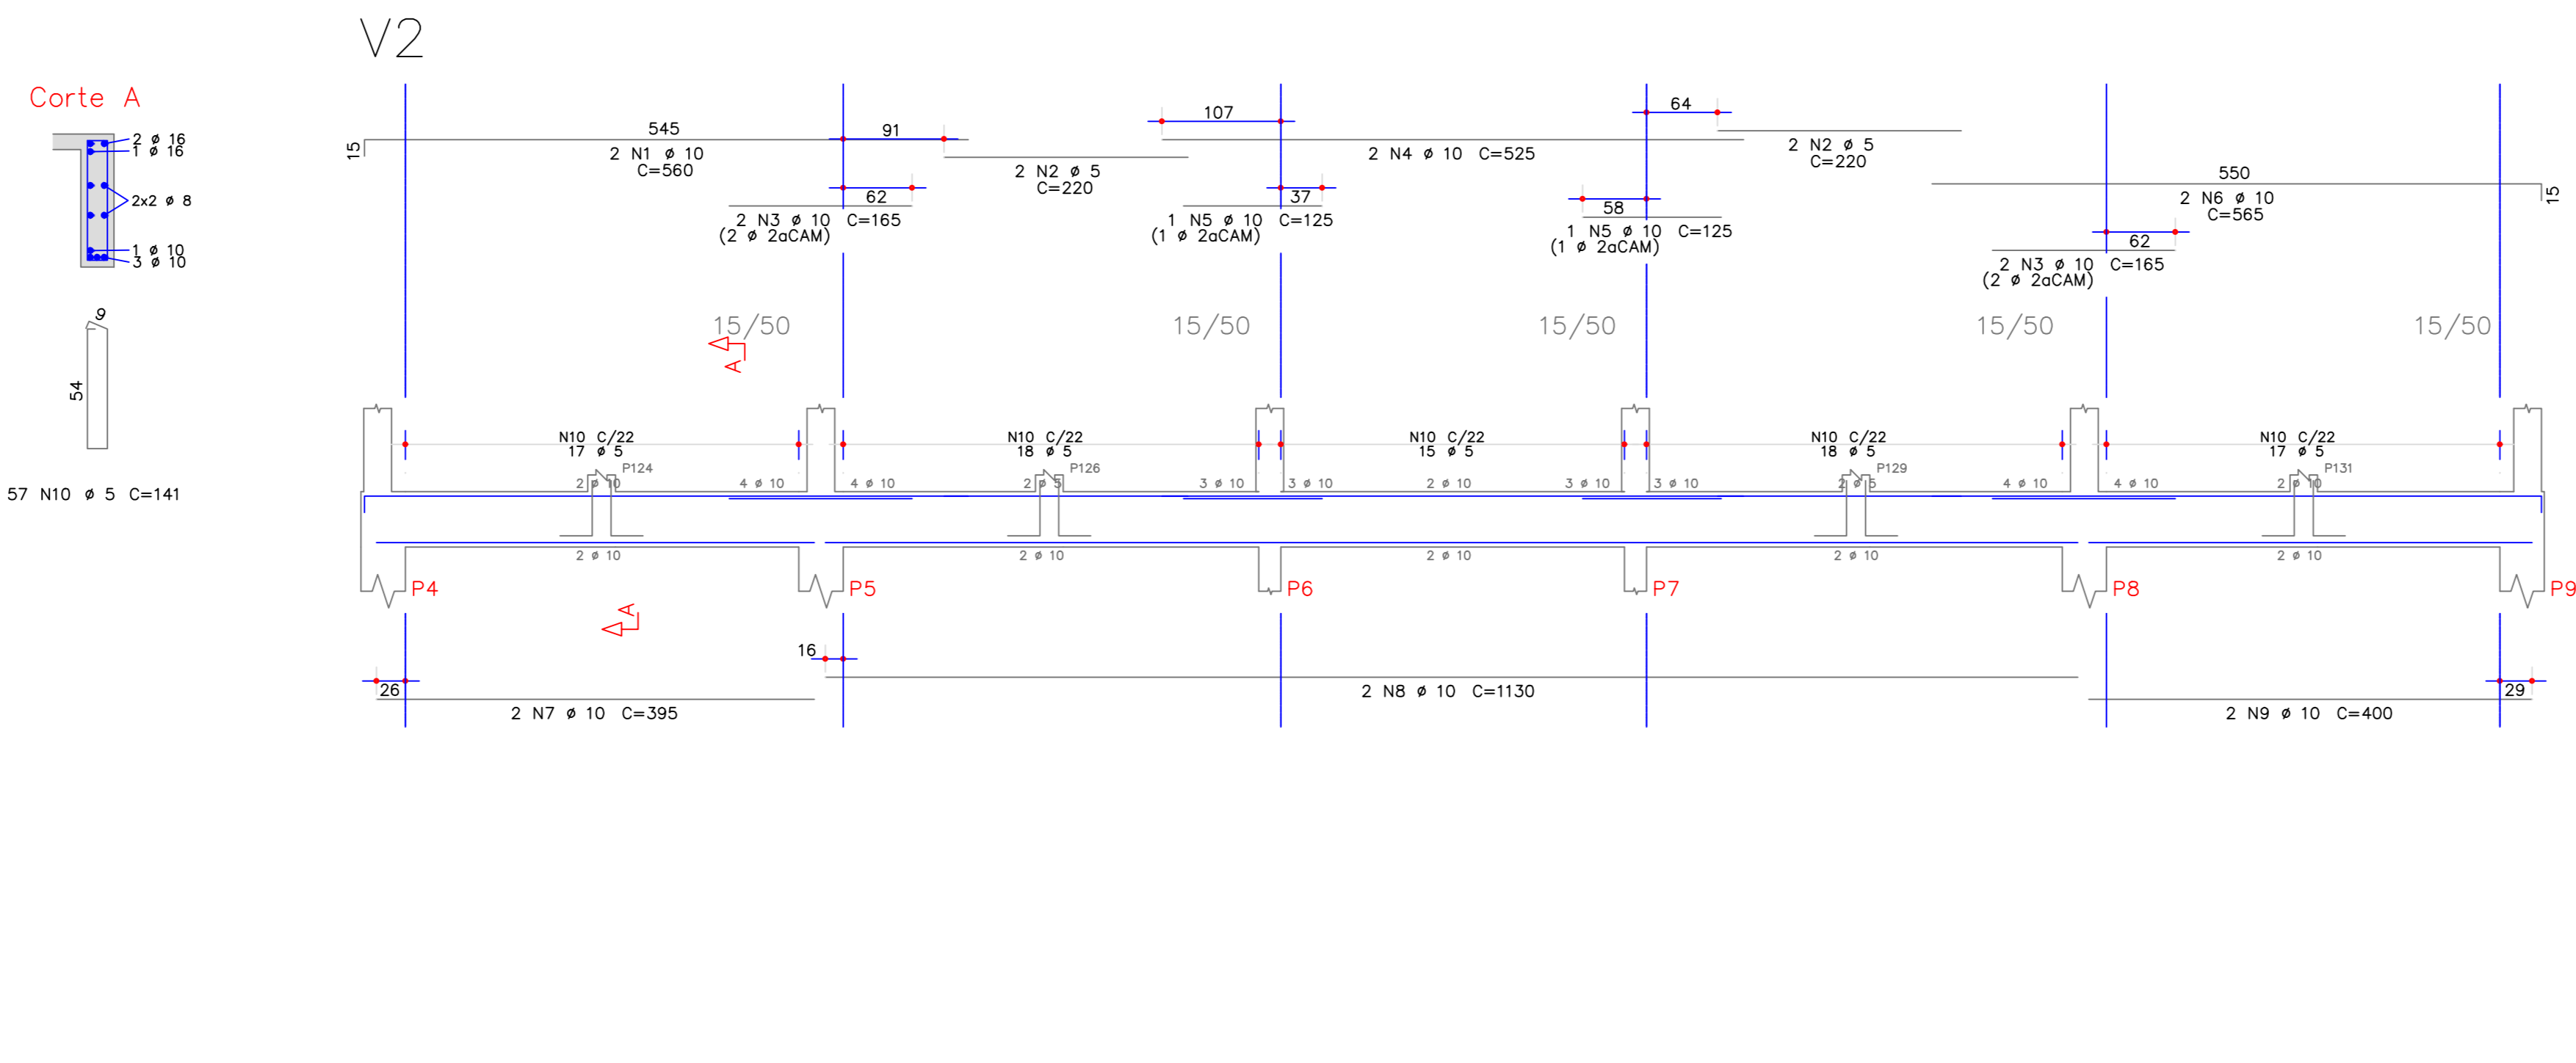 V2
Corte A
2 ø 16
1 ø 16
2x2 ø 8
1 ø 10
3 ø 10
9
54
57 N10 ø 5 C=141
15
545
2 N1 ø 10
C=560
91
2 N2 ø 5
C=220
62
2 N3 ø 10 C=165
(2 ø 2aCAM)
107
2 N4 ø 10 C=525
37
1 N5 ø 10 C=125
(1 ø 2aCAM)
64
2 N2 ø 5
C=220
58
1 N5 ø 10 C=125
(1 ø 2aCAM)
550
15
2 N6 ø 10
C=565
62
2 N3 ø 10 C=165
(2 ø 2aCAM)
15/50 15/50 15/50 15/50 15/50
A
N10 C/22 N10 C/22 N10 C/22 N10 C/22 N10 C/22
17 ø 5 18 ø 5 15 ø 5 18 ø 5 17 ø 5
P124 P126 P129 P131
2 ø 10 4 ø 10 4 ø 10 2 ø 5 3 ø 10 3 ø 10 2 ø 10 3 ø 10 3 ø 10 2 ø 5 4 ø 10 4 ø 10 2 ø 10
2 ø 10 2 ø 10 2 ø 10 2 ø 10 2 ø 10
P4 P5 P6 P7 P8 P9
A
16
26
2 N7 ø 10 C=395
2 N8 ø 10 C=1130
29
2 N9 ø 10 C=400